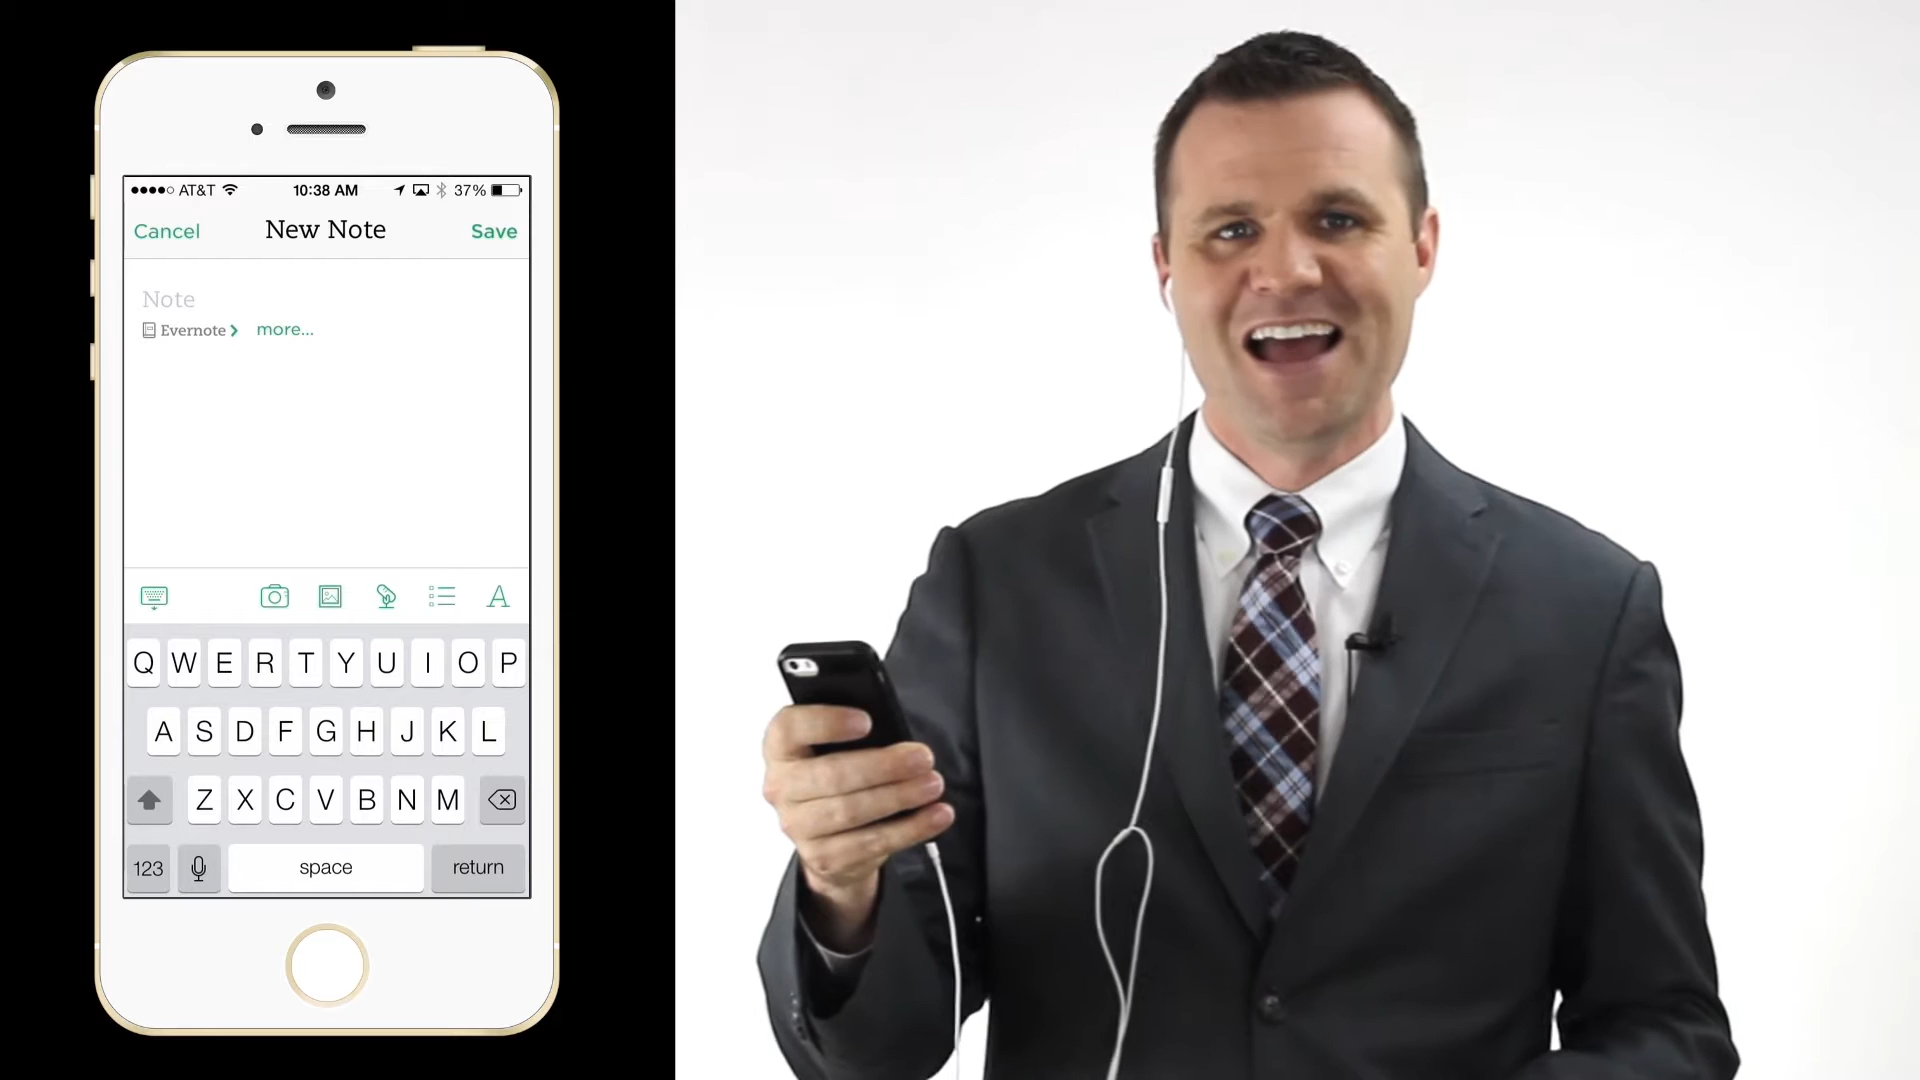 AT&T 10:38 AM 37%
Cancel New Note Save
Note
Evernote more...
A
Q W E R T Y U I O P
A S D F G H J K L
Z X C V B N M
123 space return